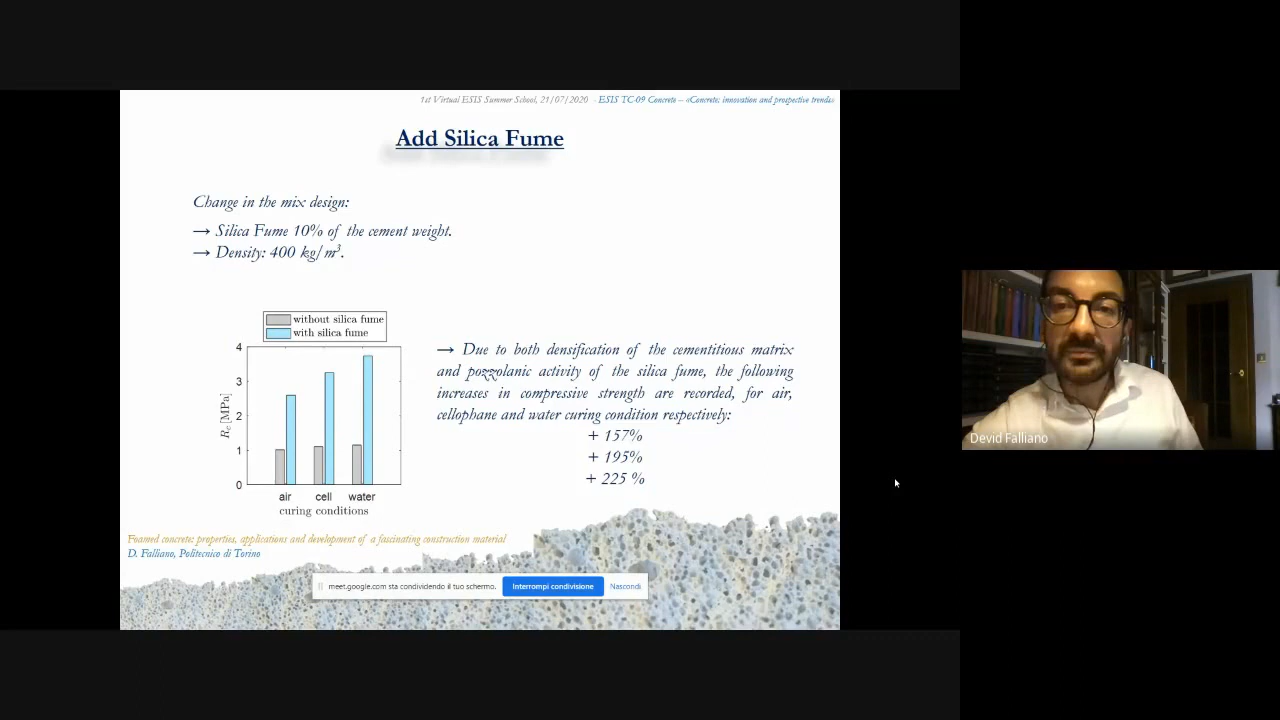 1st Virtual ESIS Summer School, 21/07/2020 - ESIS TC-09 Concrete – «Concrete: innovation and prospective trends»
Add Silica Fume
Change in the mix design:
→ Silica Fume 10% of the cement weight.
→ Density: 400 kg/m³.
without silica fume
with silica fume
4
3
2
1
0
Rc [MPa]
air cell water
curing conditions
→ Due to both densification of the cementitious matrix
and pozzolanic activity of the silica fume, the following
increases in compressive strength are recorded, for air,
cellophane and water curing condition respectively:
+ 157%
+ 195%
+ 225 %
Foamed concrete: properties, applications and development of a fascinating construction material
D. Falliano, Politecnico di Torino
meet.google.com sta condividendo il tuo schermo. Interrompi condivisione Nascondi
Devid Falliano